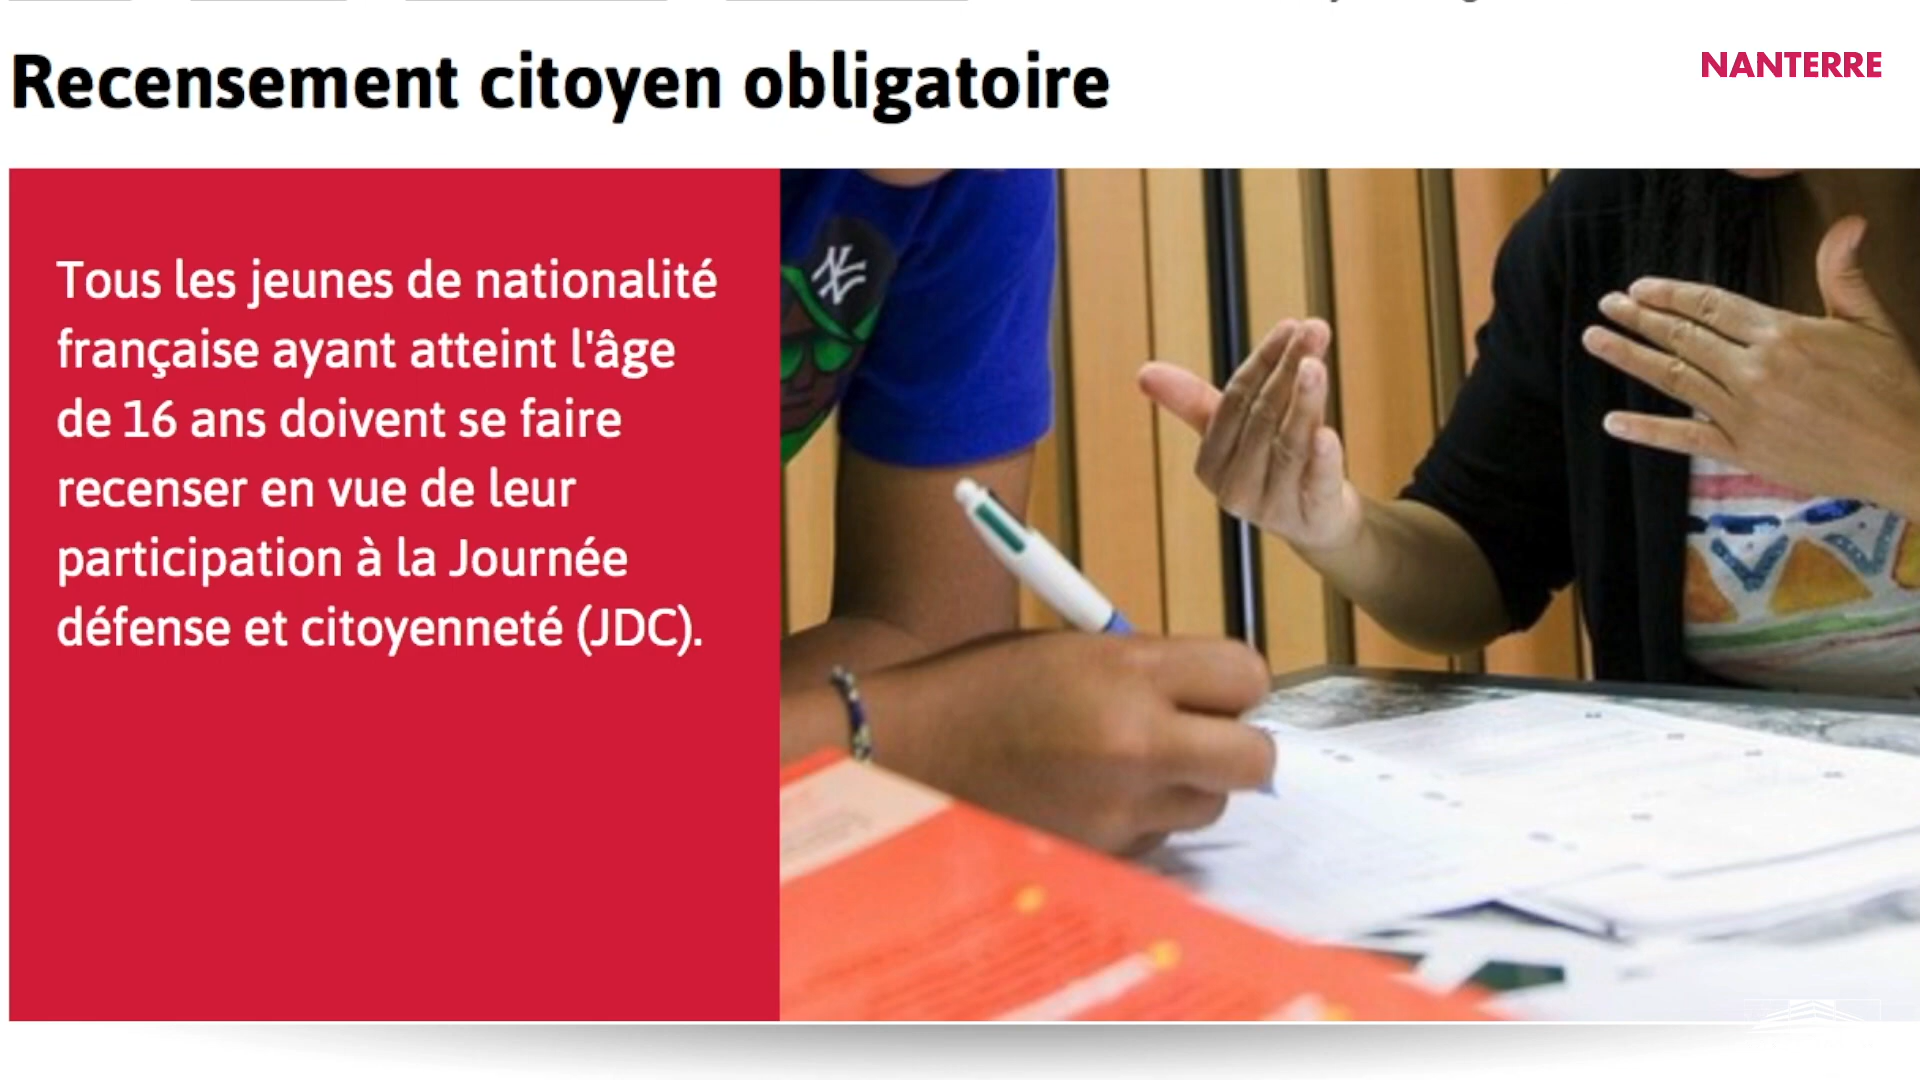 Recensement citoyen obligatoire
NANTERRE
Tous les jeunes de nationalité
française ayant atteint l'âge
de 16 ans doivent se faire
recenser en vue de leur
participation à la Journée
défense et citoyenneté (JDC).